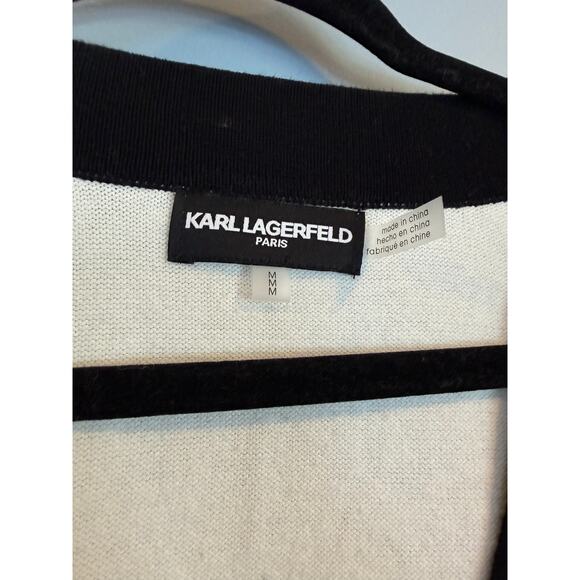 KARL LAGERFELD
PARIS
made in china
hecho en china
fabriqué en chine
M
M
M